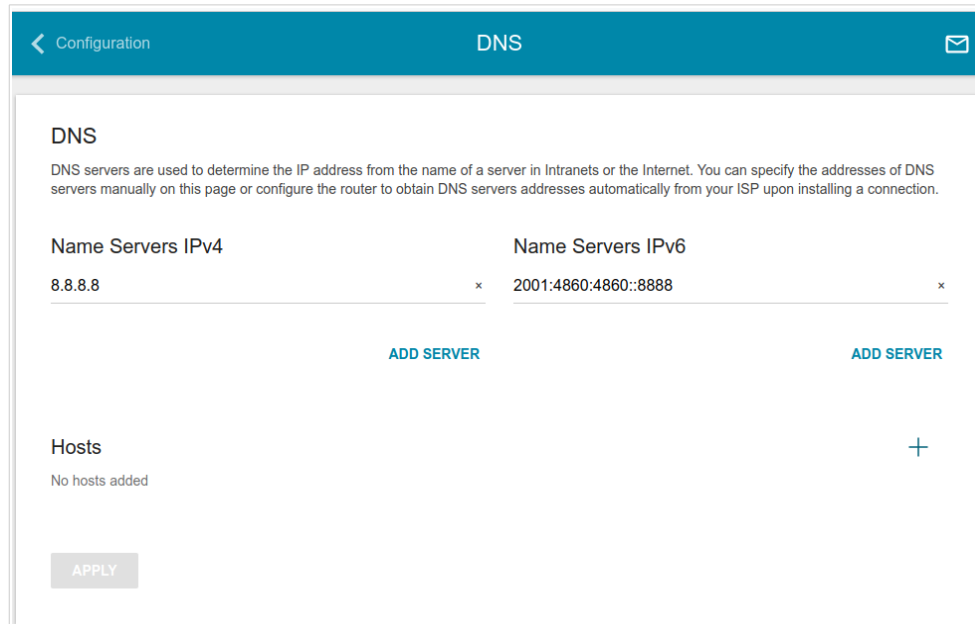 Configuration
DNS
DNS
DNS servers are used to determine the IP address from the name of a server in Intranets or the Internet. You can specify the addresses of DNS
servers manually on this page or configure the router to obtain DNS servers addresses automatically from your ISP upon installing a connection.
Name Servers IPv4
8.8.8.8 ×
ADD SERVER
Name Servers IPv6
2001:4860:4860::8888 ×
ADD SERVER
Hosts
No hosts added
APPLY